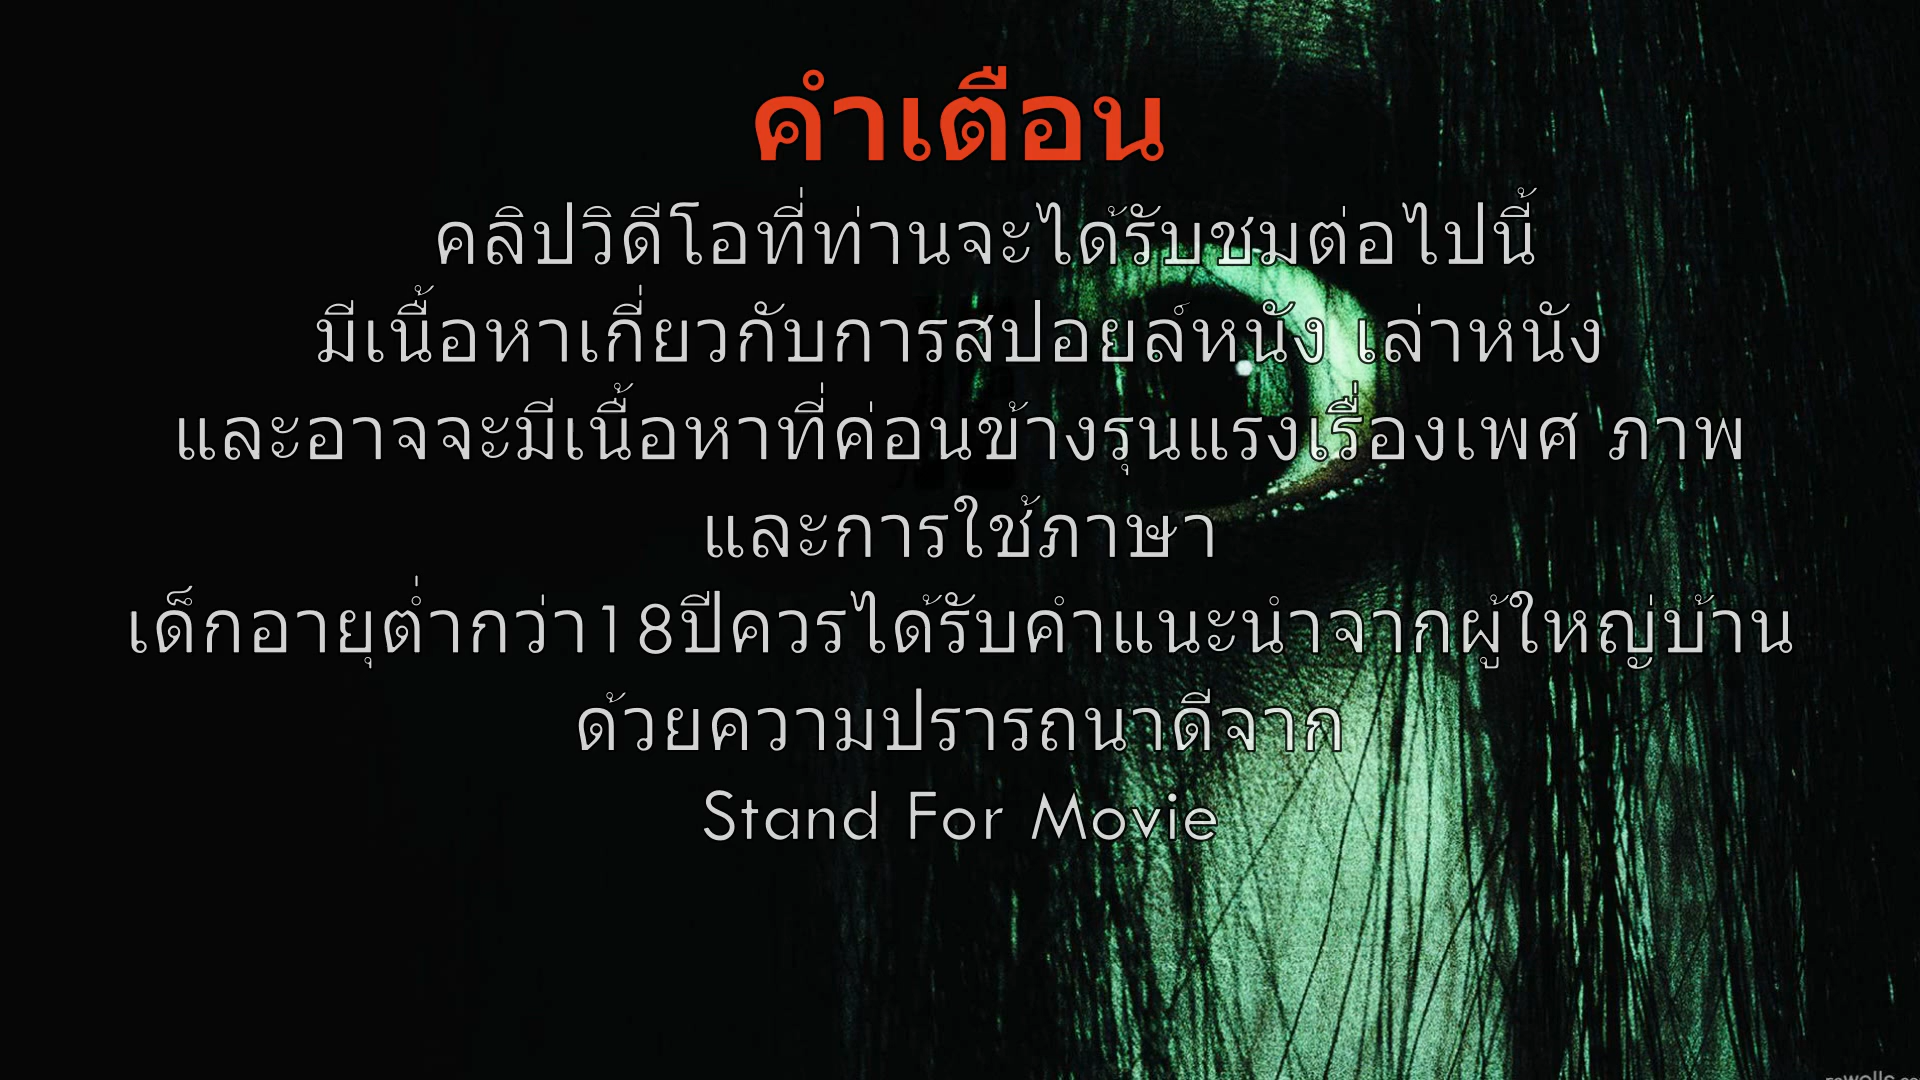 คำเตือน
คลิปวิดีโอที่ท่านจะได้รับชมต่อไปนี้
มีเนื้อหาเกี่ยวกับการสปอยล์หนัง เล่าหนัง
และอาจจะมีเนื้อหาที่ค่อนข้างรุนแรงเรื่องเพศ ภาพ
และการใช้ภาษา
เด็กอายุต่ำกว่า18ปีควรได้รับคำแนะนำจากผู้ใหญ่บ้าน
ด้วยความปรารถนาดีจาก
Stand For Movie